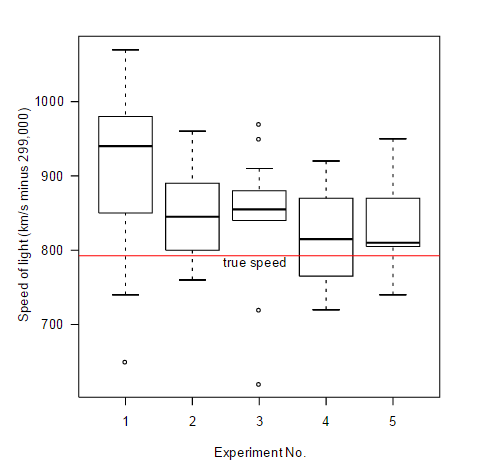 Speed of light (km/s minus 299,000)
1000
900
800
700
true speed
1 2 3 4 5
Experiment No.